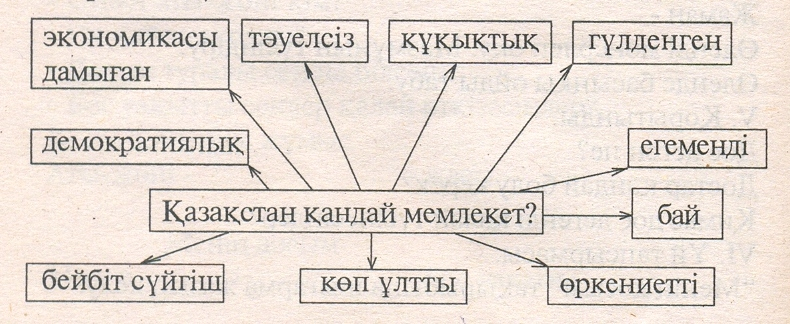 экономикасы
дамыған
тәуелсіз
құқықтық
гүлденген
демократиялық
егеменді
Қазақстан қандай мемлекет?
бай
бейбіт сүйгіш
көп ұлтты
өркениетті